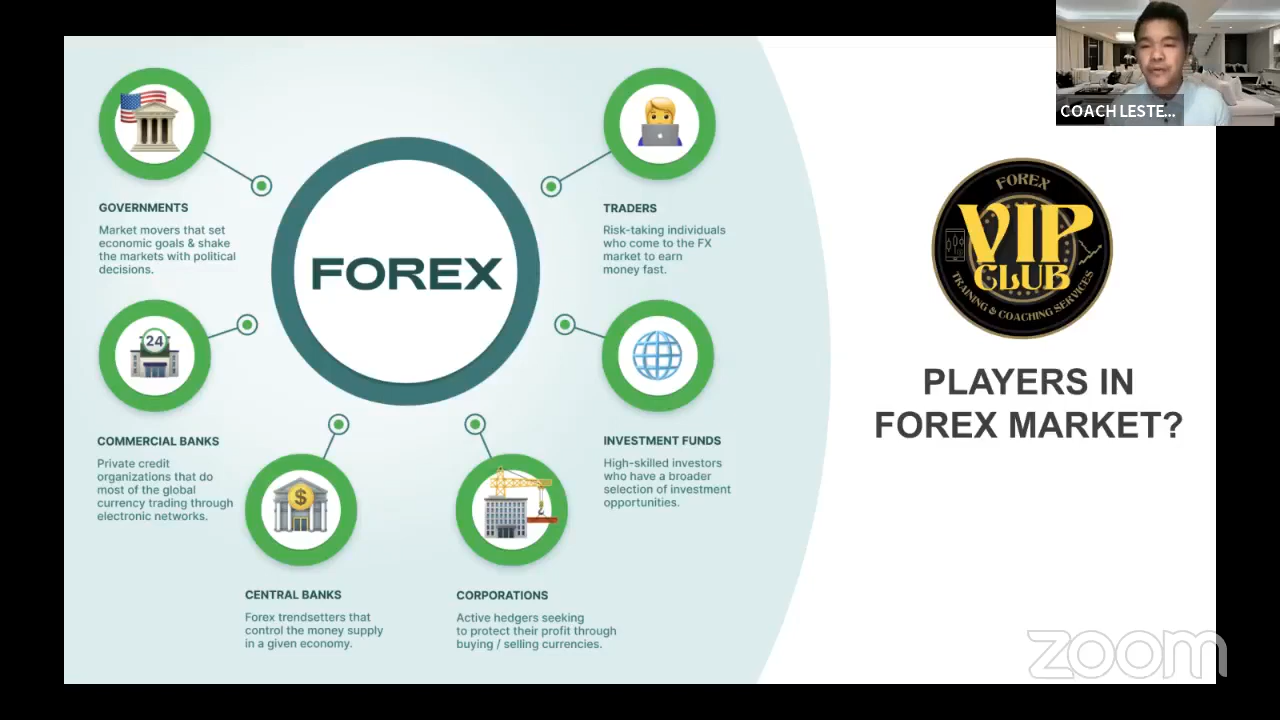 COACH LESTE...
GOVERNMENTS
Market movers that set
economic goals & shake
the markets with political
decisions.
24
COMMERCIAL BANKS
Private credit
organizations that do
most of the global
currency trading through
electronic networks.
$
CENTRAL BANKS
Forex trendsetters that
control the money supply
in a given economy.
FOREX
CORPORATIONS
Active hedgers seeking
to protect their profit through
buying / selling currencies.
TRADERS
Risk-taking individuals
who come to the FX
market to earn
money fast.
INVESTMENT FUNDS
High-skilled investors
who have a broader
selection of investment
opportunities.
FOREX
VIP
CLUB
TRAINING & COACHING SERVICES
PLAYERS IN
FOREX MARKET?
zoom